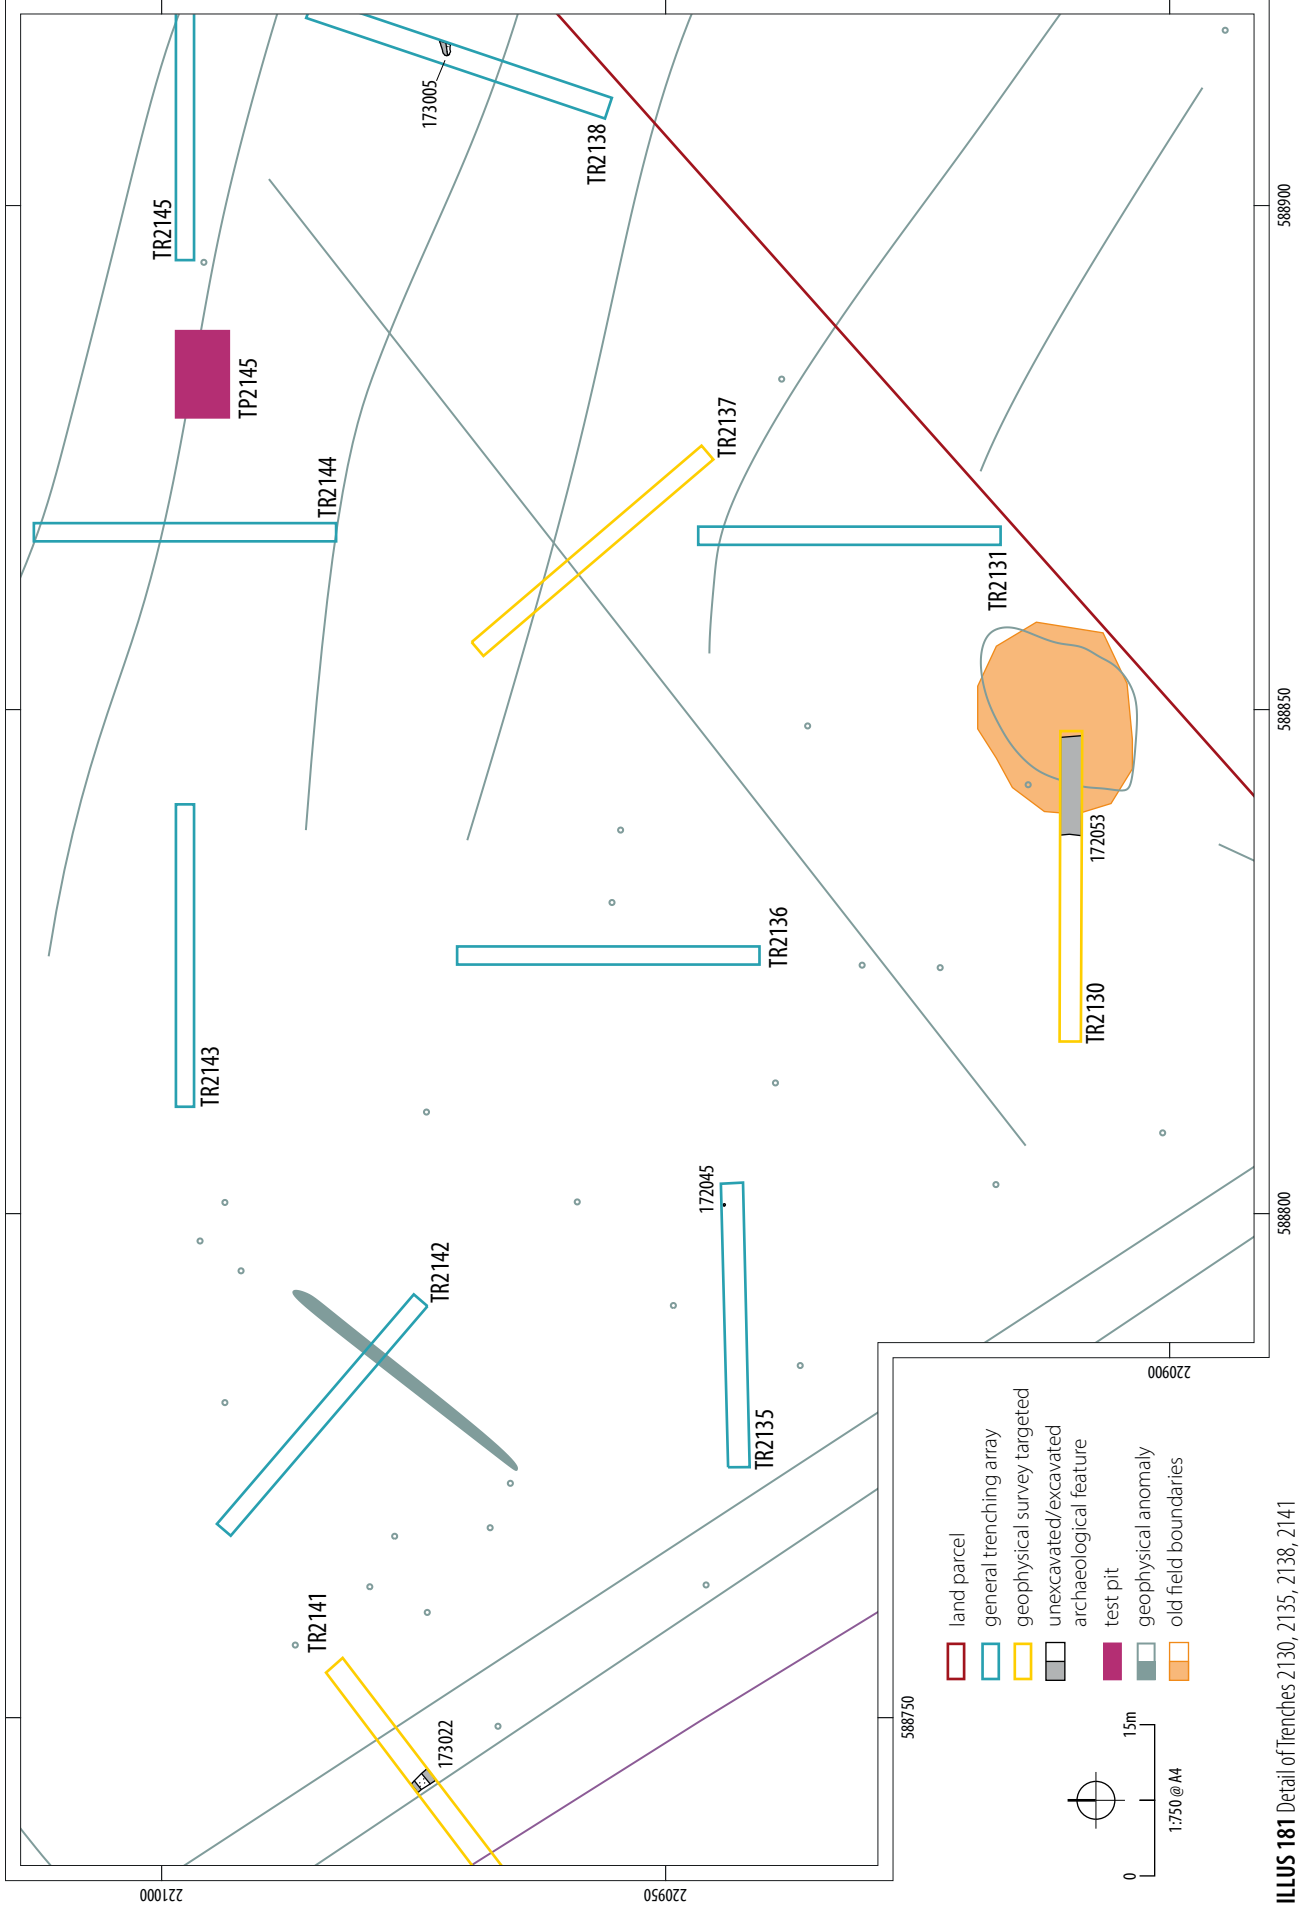 TR2145
173005
TR2138
TP2145
TR2144
TR2137
TR2131
TR2143
TR2136
172053
TR2130
TR2142
172045
TR2135
TR2141
173022
221000
220950
220900
588750
588800
588850
588900
land parcel
general trenching array
geophysical survey targeted
unexcavated/excavated
archaeological feature
test pit
geophysical anomaly
old field boundaries
0
15m
1:750 @ A4
ILLUS 181 Detail of Trenches 2130, 2135, 2138, 2141